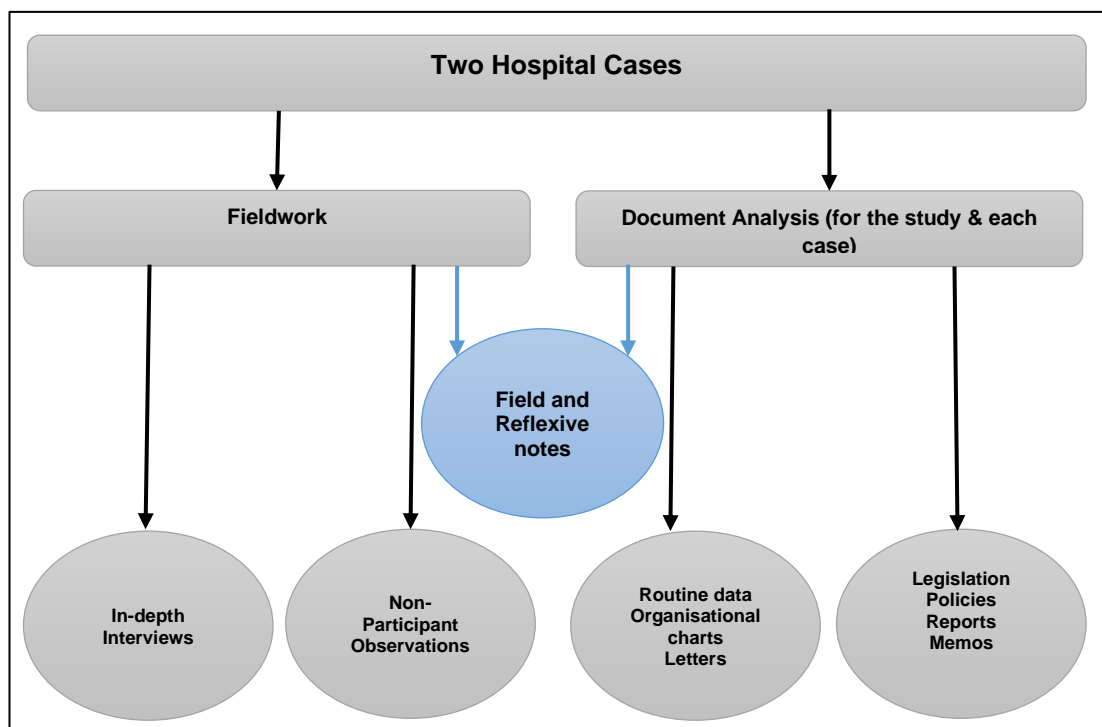 Two Hospital Cases
Fieldwork
Document Analysis (for the study & each
case)
Field and
Reflexive
notes
In-depth
Interviews
Non-
Participant
Observations
Routine data
Organisational
charts
Letters
Legislation
Policies
Reports
Memos